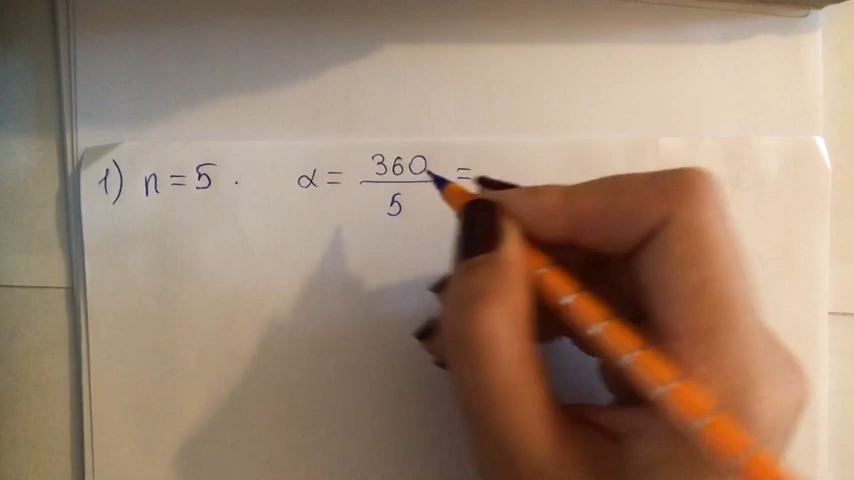 1) n = 5 . α = 360/5 =